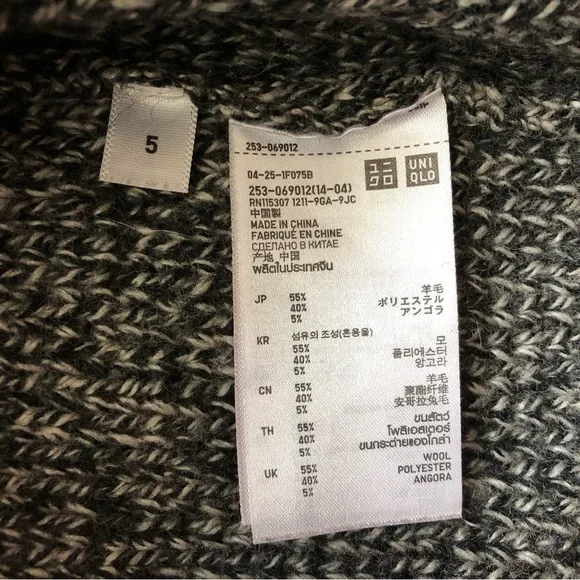 5
253-069012
04-25-1F075B
ユニクロ UNIQLO
253-069012(14-04)
RN115307 1211-9GA-9JC
中国製
MADE IN CHINA
FABRIQUÉ EN CHINE
СДЕЛАНО В КИТАЕ
产地 中国
ผลิตในประเทศจีน
JP 55% 羊毛
40% ポリエステル
5% アンゴラ
KR 섬유의 조성(혼용율)
55% 모
40% 폴리에스터
5% 앙고라
CN 55% 羊毛
40% 聚酯纤维
5% 安哥拉兔毛
TH 55% ขนสัตว์
40% โพลีเอสเตอร์
5% ขนกระต่ายแองโกล่า
UK 55% WOOL
40% POLYESTER
5% ANGORA